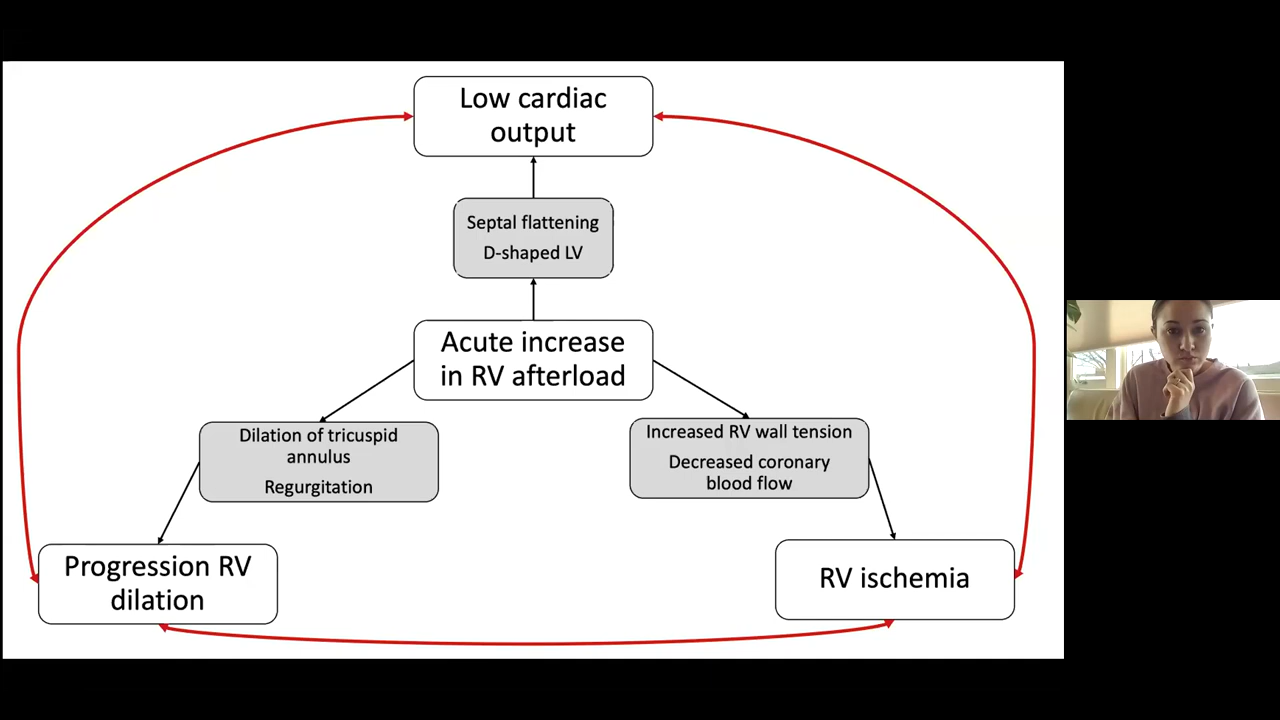 Low cardiac
output
Septal flattening
D-shaped LV
Acute increase
in RV afterload
Dilation of tricuspid
annulus
Regurgitation
Increased RV wall tension
Decreased coronary
blood flow
Progression RV
dilation
RV ischemia